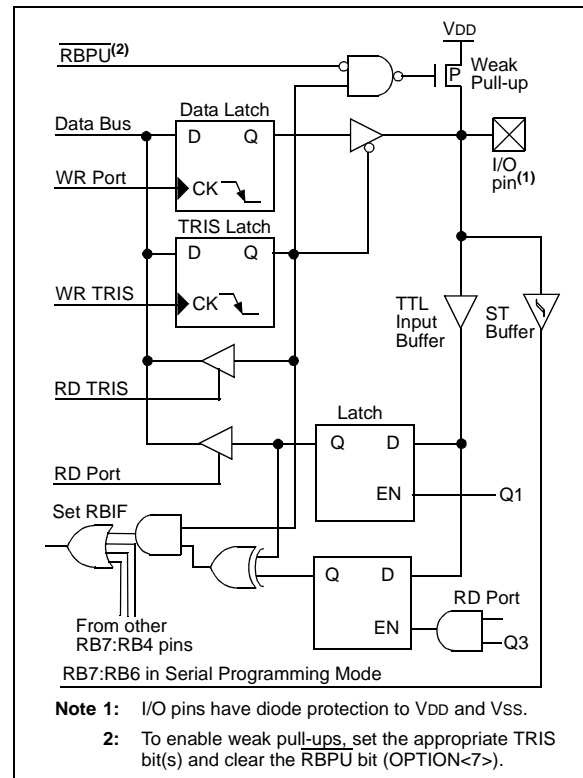 VDD
RBPU(2)
P
Weak
Pull-up
Data Latch
Data Bus
D Q
WR Port
CK
I/O
pin(1)
TRIS Latch
D Q
WR TRIS
CK
TTL
Input
Buffer
ST
Buffer
RD TRIS
Latch
Q D
RD Port
EN
Q1
Set RBIF
Q D
RD Port
EN
Q3
From other
RB7:RB4 pins
RB7:RB6 in Serial Programming Mode
Note 1: I/O pins have diode protection to VDD and VSS.
2: To enable weak pull-ups, set the appropriate TRIS
bit(s) and clear the RBPU bit (OPTION<7>).